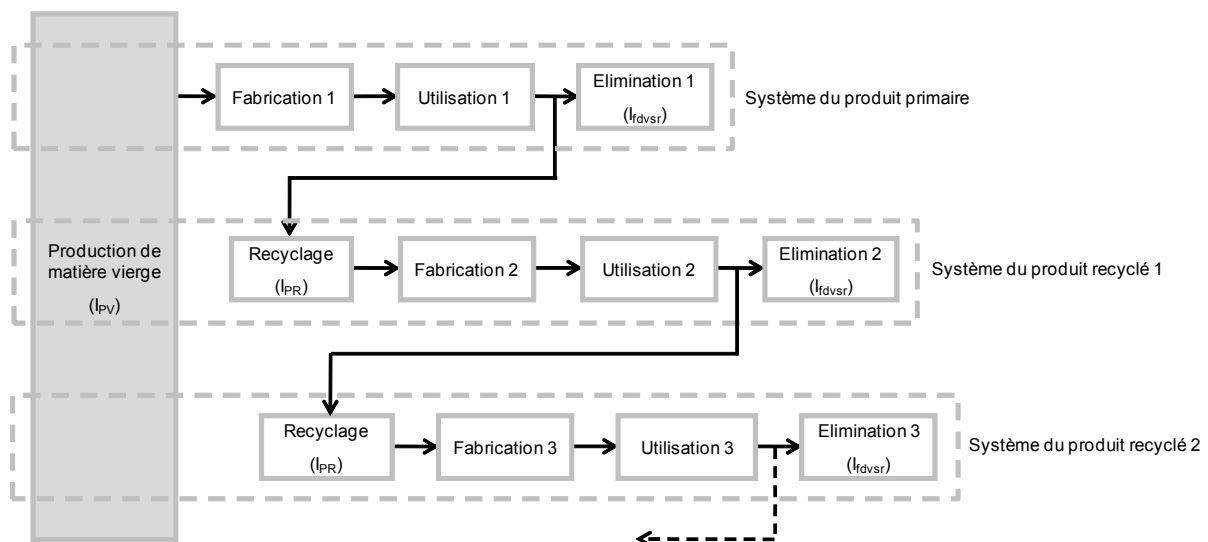 Fabrication 1
Utilisation 1
Elimination 1
(Ifdvsr)
Système du produit primaire
Production de
matière vierge
(IPV)
Recyclage
(IPR)
Fabrication 2
Utilisation 2
Elimination 2
(Ifdvsr)
Système du produit recyclé 1
Recyclage
(IPR)
Fabrication 3
Utilisation 3
Elimination 3
(Ifdvsr)
Système du produit recyclé 2